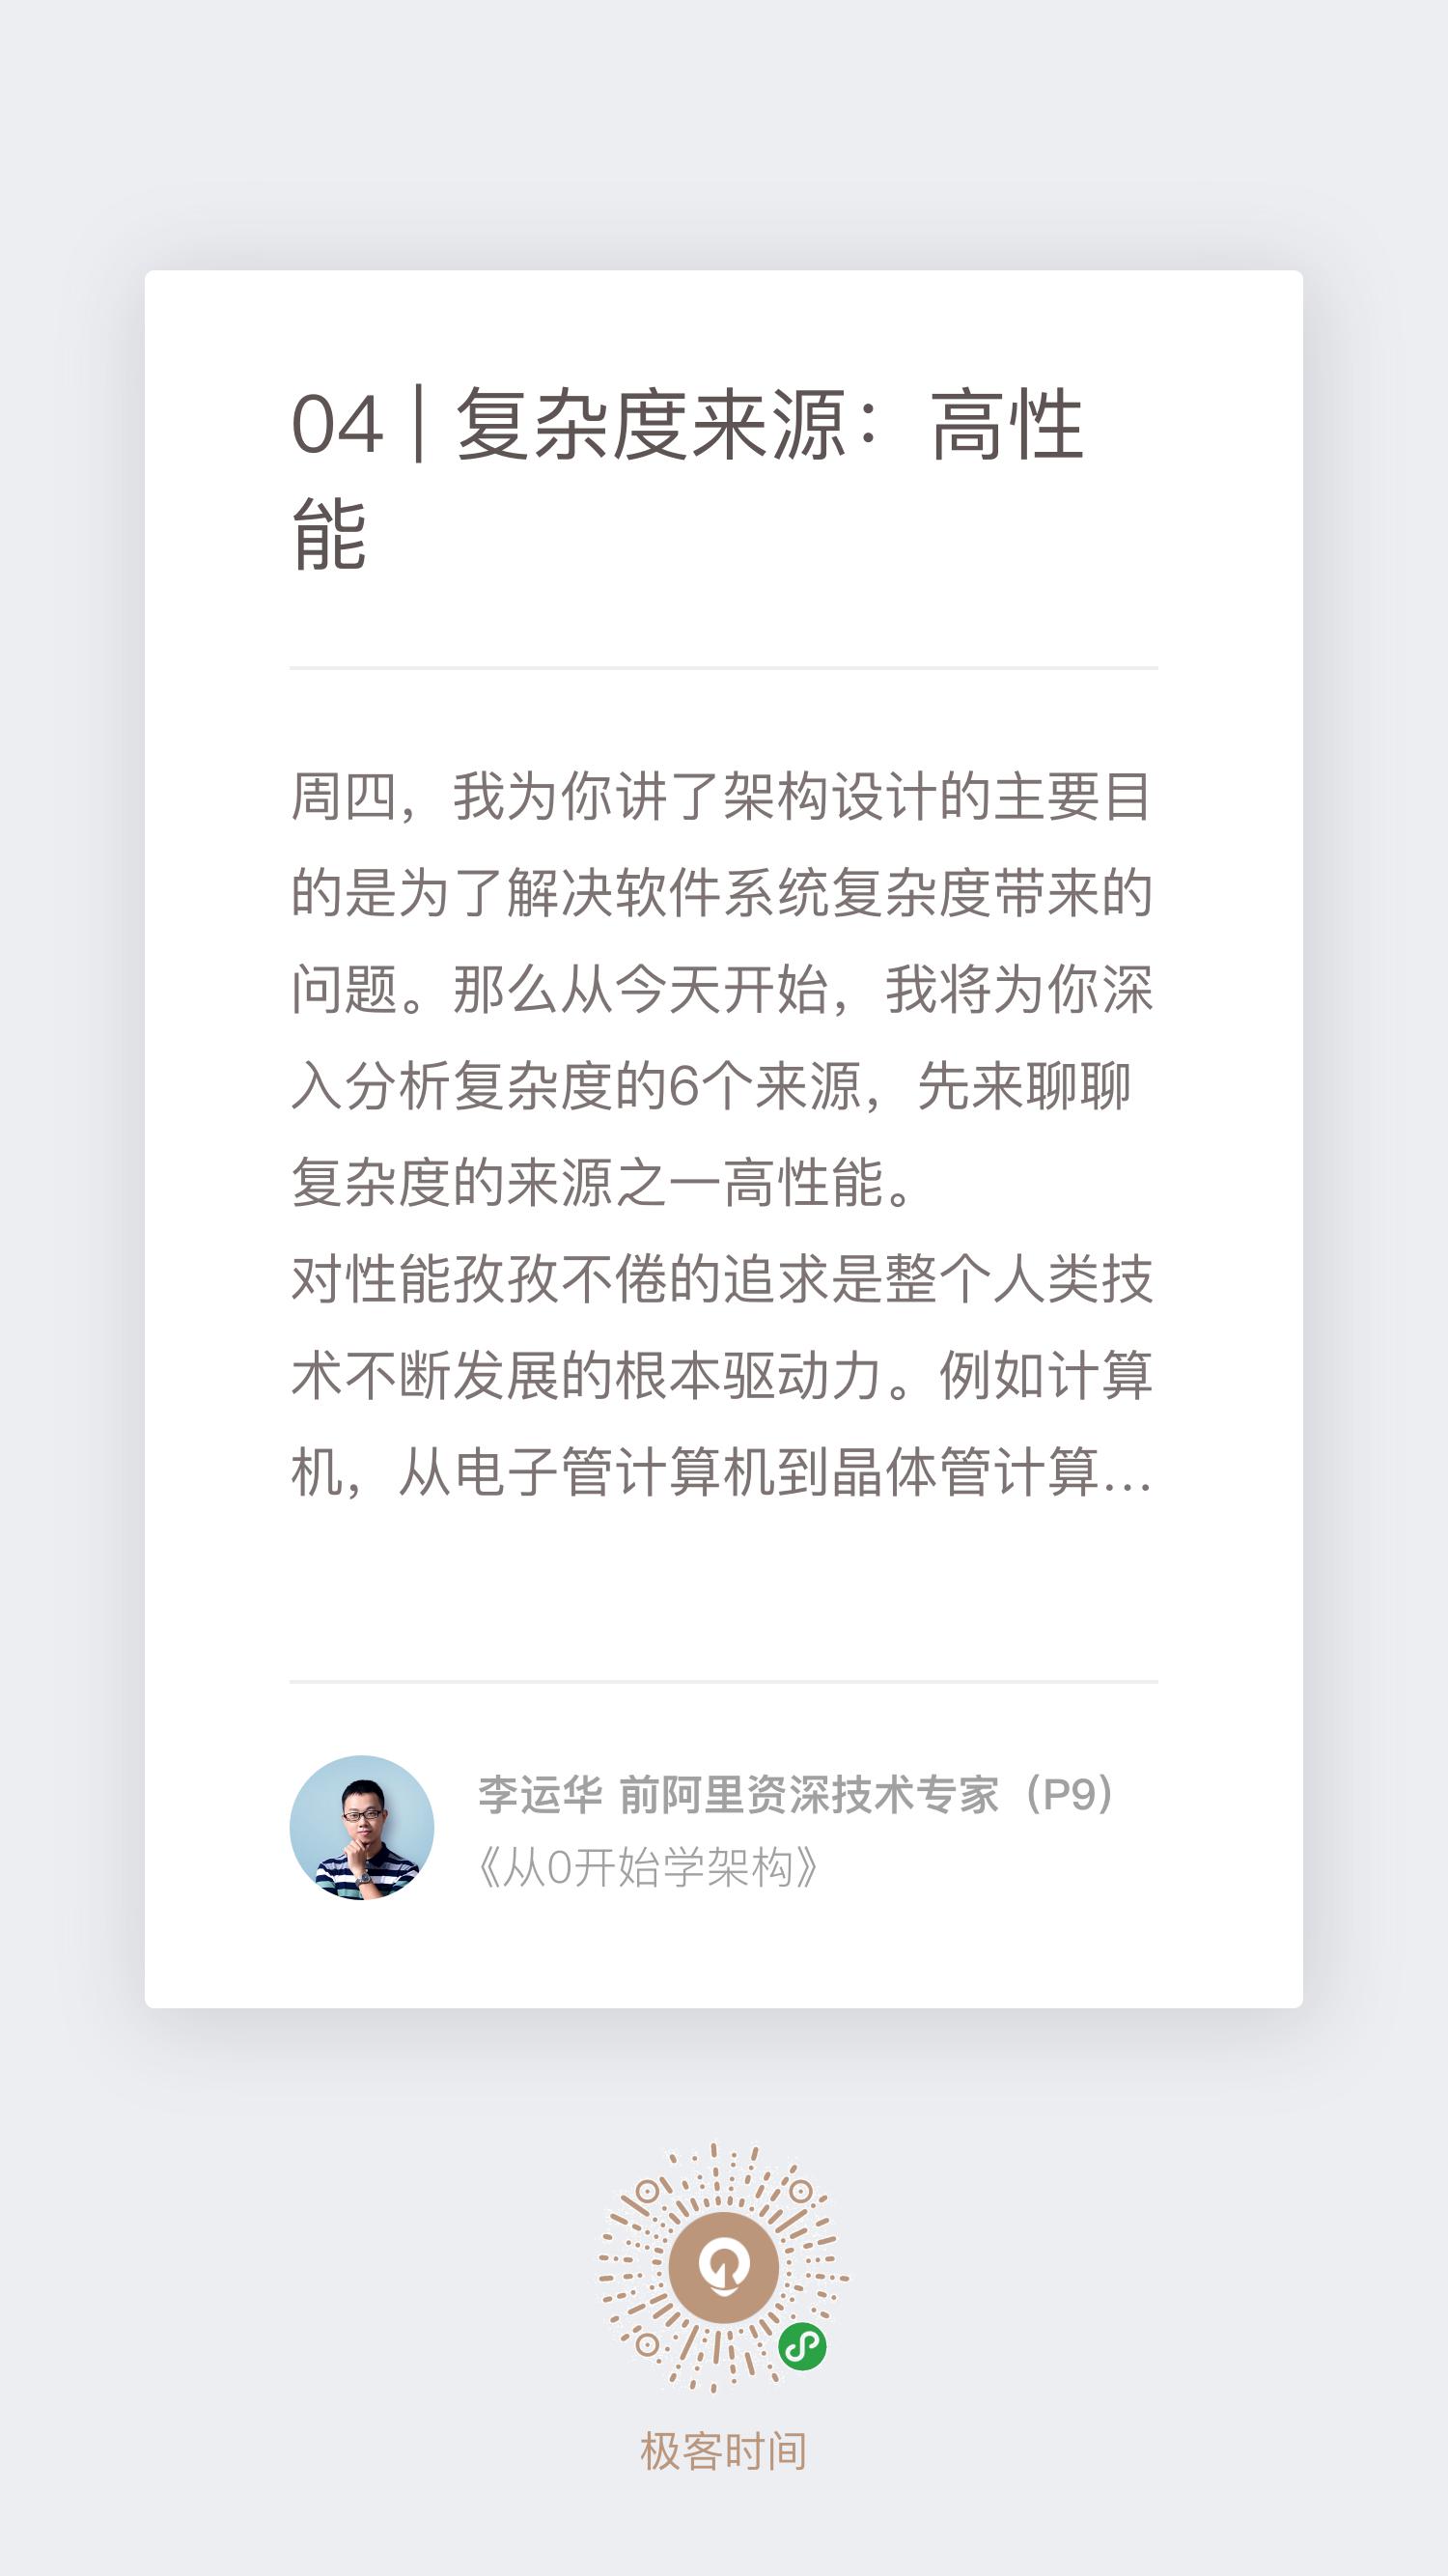 04 | 复杂度来源：高性
能
周四，我为你讲了架构设计的主要目
的是为了解决软件系统复杂度带来的
问题。那么从今天开始，我将为你深
入分析复杂度的6个来源，先来聊聊
复杂度的来源之一高性能。
对性能孜孜不倦的追求是整个人类技
术不断发展的根本驱动力。例如计算
机，从电子管计算机到晶体管计算...
李运华 前阿里资深技术专家（P9）
《从0开始学架构》
极客时间